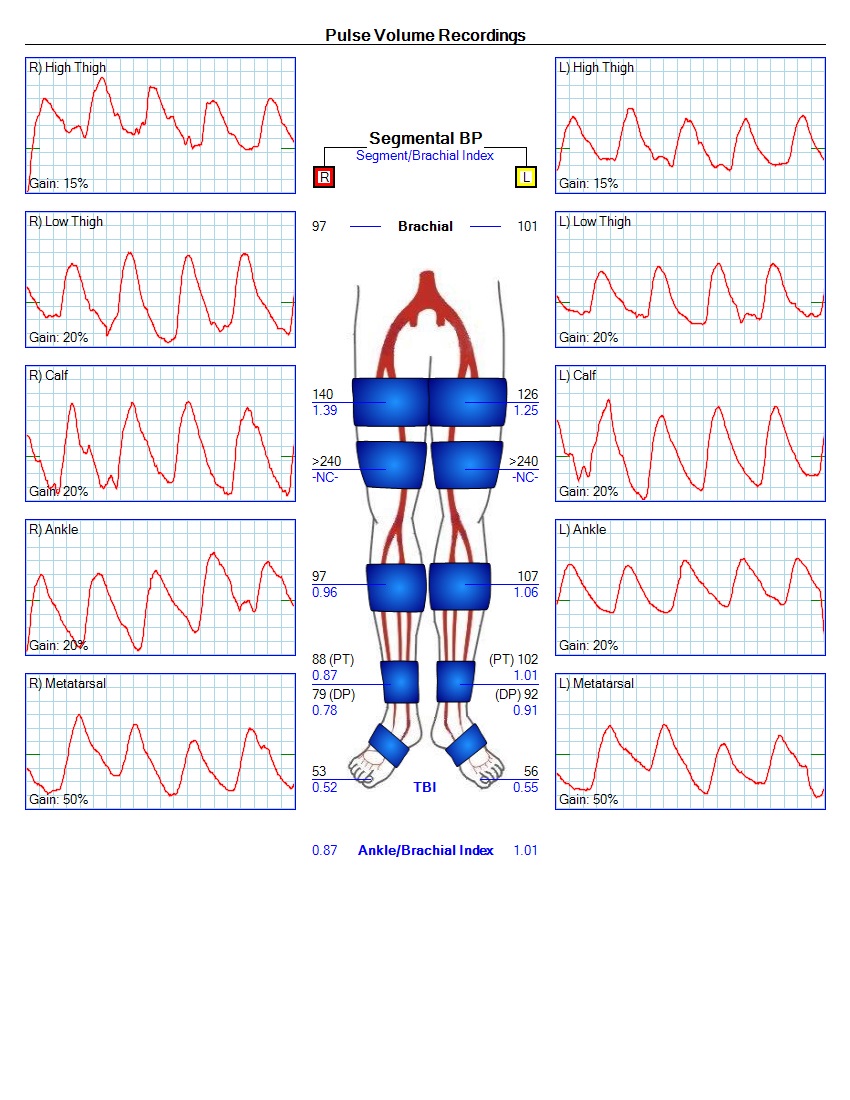 Pulse Volume Recordings
R) High Thigh
Gain: 15%
L) High Thigh
Gain: 15%
Segmental BP
Segment/Brachial Index
R
L
97 Brachial 101
R) Low Thigh
Gain: 20%
L) Low Thigh
Gain: 20%
R) Calf
Gain: 20%
L) Calf
Gain: 20%
140 126
1.39 1.25
>240 >240
-NC- -NC-
R) Ankle
Gain: 20%
L) Ankle
Gain: 20%
97 107
0.96 1.06
88 (PT) (PT) 102
0.87 1.01
79 (DP) (DP) 92
0.78 0.91
R) Metatarsal
Gain: 50%
L) Metatarsal
Gain: 50%
53 56
0.52 TBI 0.55
0.87 Ankle/Brachial Index 1.01